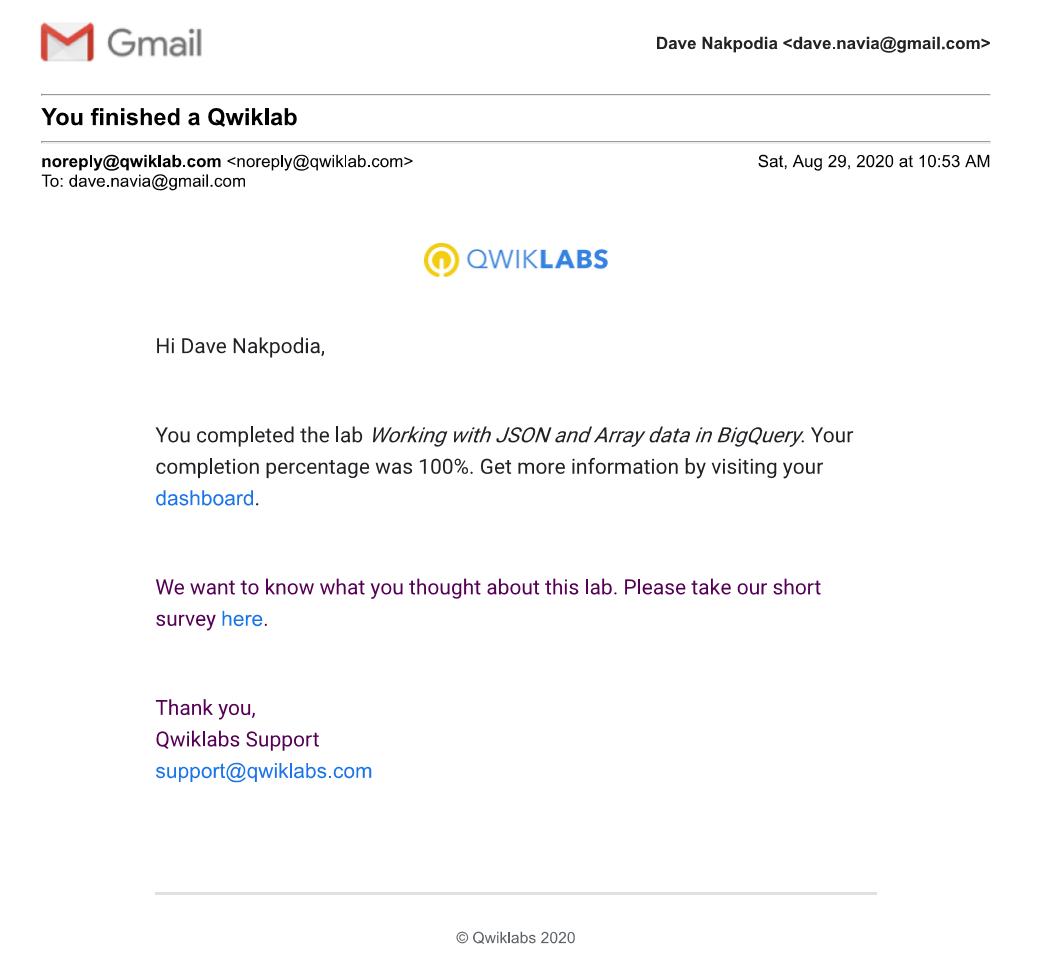 Gmail
Dave Nakpodia <dave.navia@gmail.com>
You finished a Qwiklab
noreply@qwiklab.com <noreply@qwiklab.com>
Sat, Aug 29, 2020 at 10:53 AM
To: dave.navia@gmail.com
QWIKLABS
Hi Dave Nakpodia,
You completed the lab Working with JSON and Array data in BigQuery. Your
completion percentage was 100%. Get more information by visiting your
dashboard.
We want to know what you thought about this lab. Please take our short
survey here.
Thank you,
Qwiklabs Support
support@qwiklabs.com
© Qwiklabs 2020